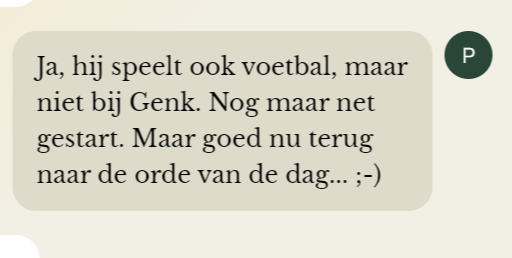 Ja, hij speelt ook voetbal, maar
niet bij Genk. Nog maar net
gestart. Maar goed nu terug
naar de orde van de dag... ;-)
P